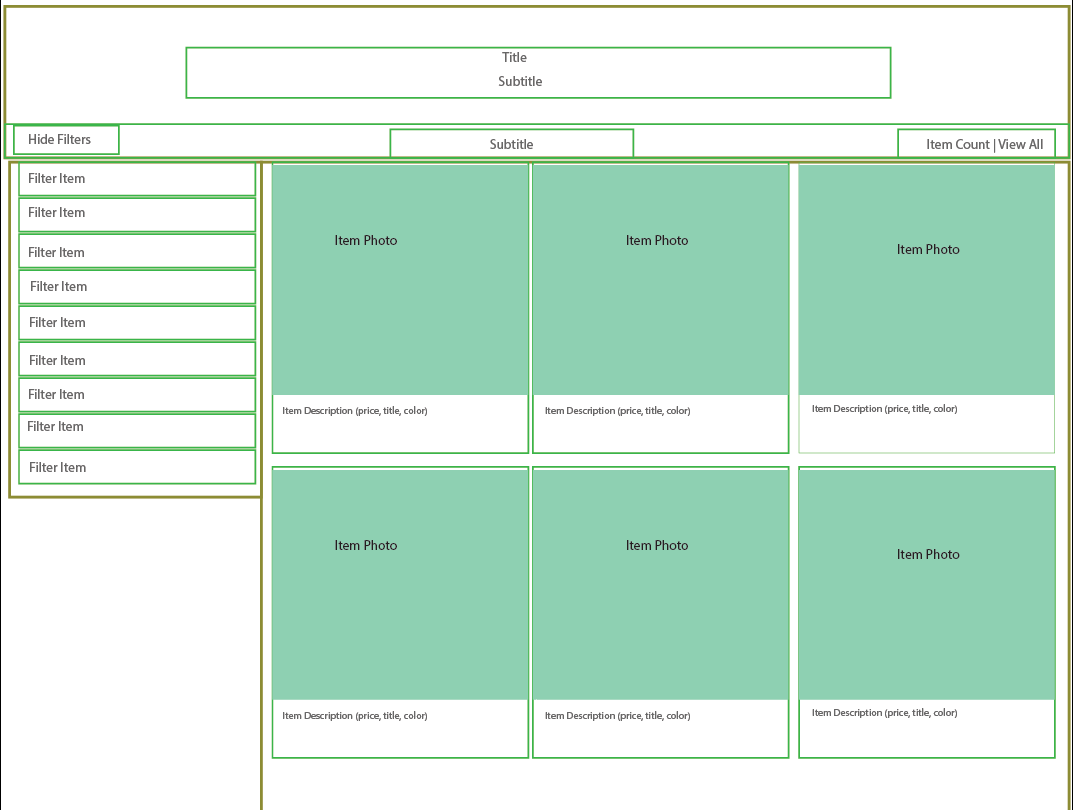 Title
Subtitle
Hide Filters
Subtitle
Item Count | View All
Filter Item
Filter Item
Filter Item
Filter Item
Filter Item
Filter Item
Filter Item
Filter Item
Filter Item
Item Photo
Item Photo
Item Photo
Item Description (price, title, color)
Item Description (price, title, color)
Item Description (price, title, color)
Item Photo
Item Photo
Item Photo
Item Description (price, title, color)
Item Description (price, title, color)
Item Description (price, title, color)